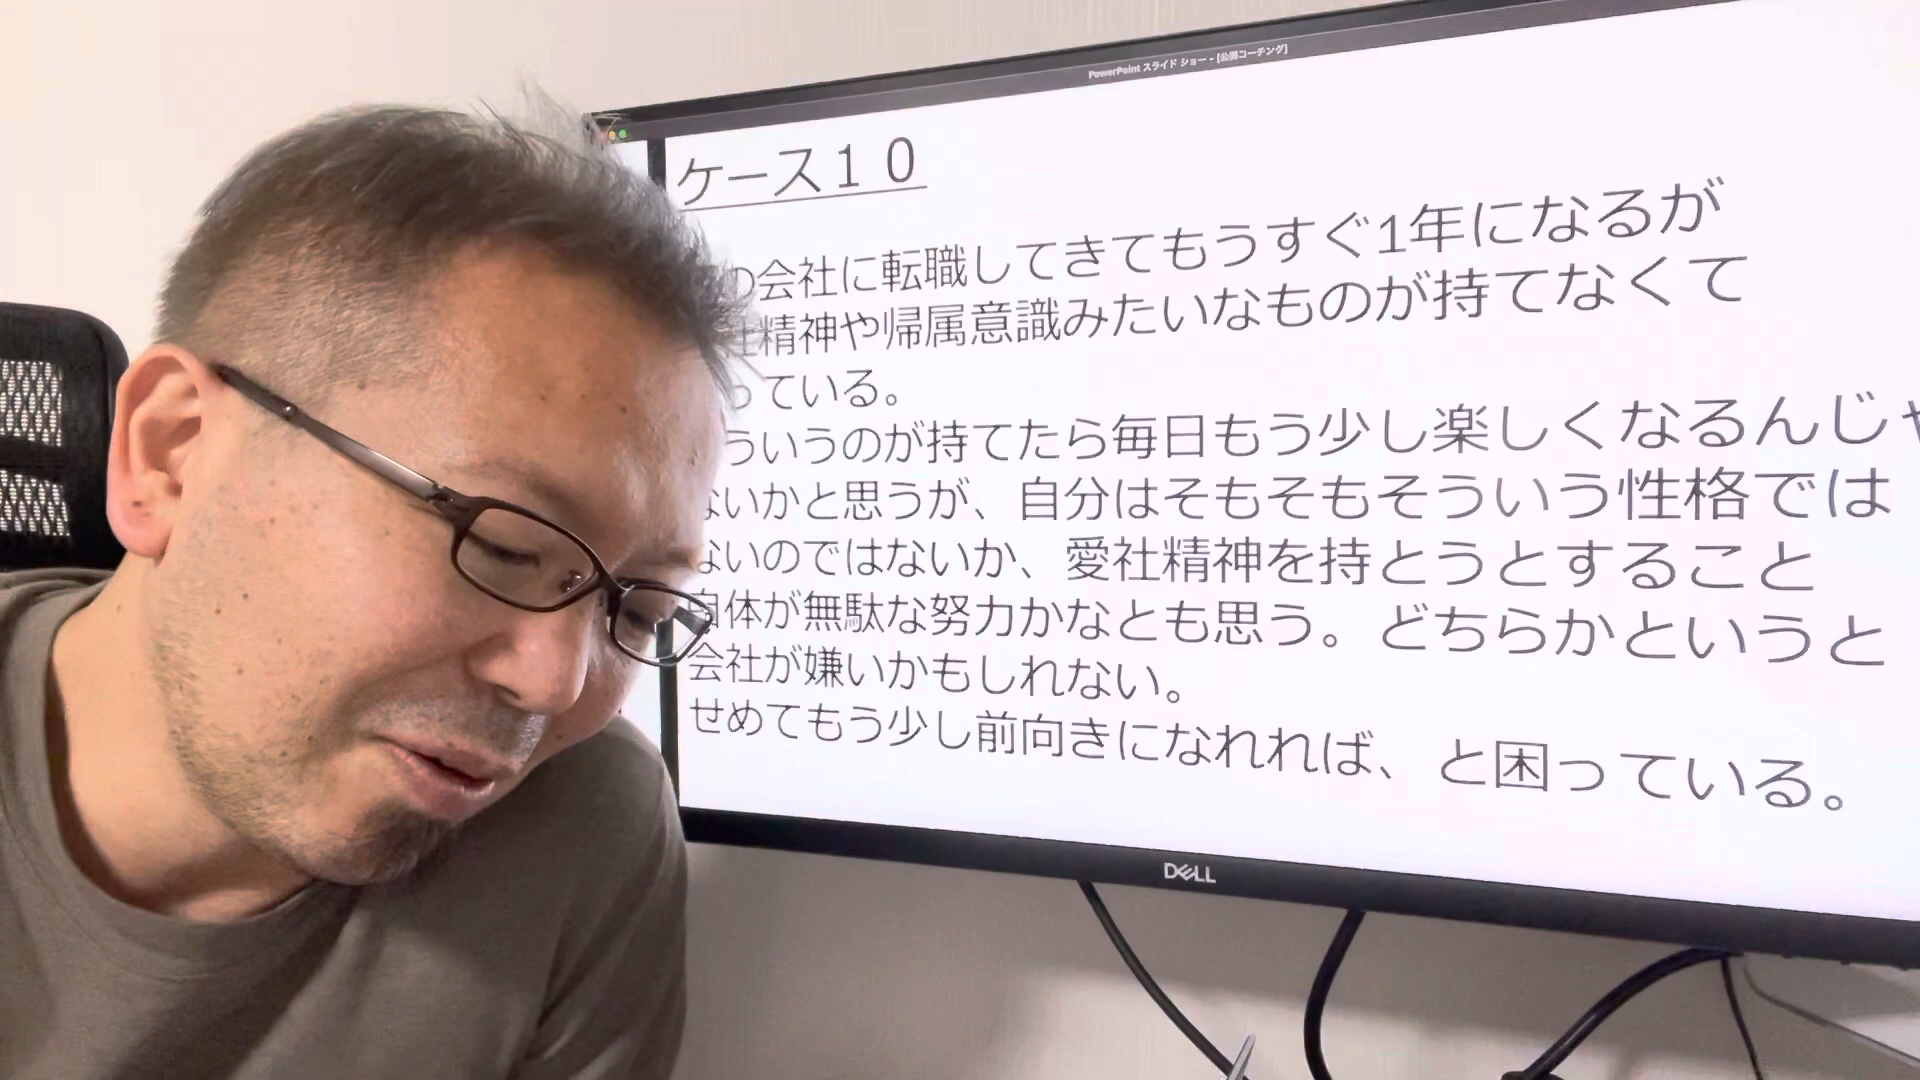 PowerPoint スライド ショー - [公開コーチング]
ケース１０
の会社に転職してきてもうすぐ1年になるが
社精神や帰属意識みたいなものが持てなくて
っている。
ういうのが持てたら毎日もう少し楽しくなるんじゃ
ないかと思うが、自分はそもそもそういう性格では
ないのではないか、愛社精神を持とうとすること
自体が無駄な努力かなとも思う。どちらかというと
会社が嫌いかもしれない。
せめてもう少し前向きになれれば、と困っている。
DELL